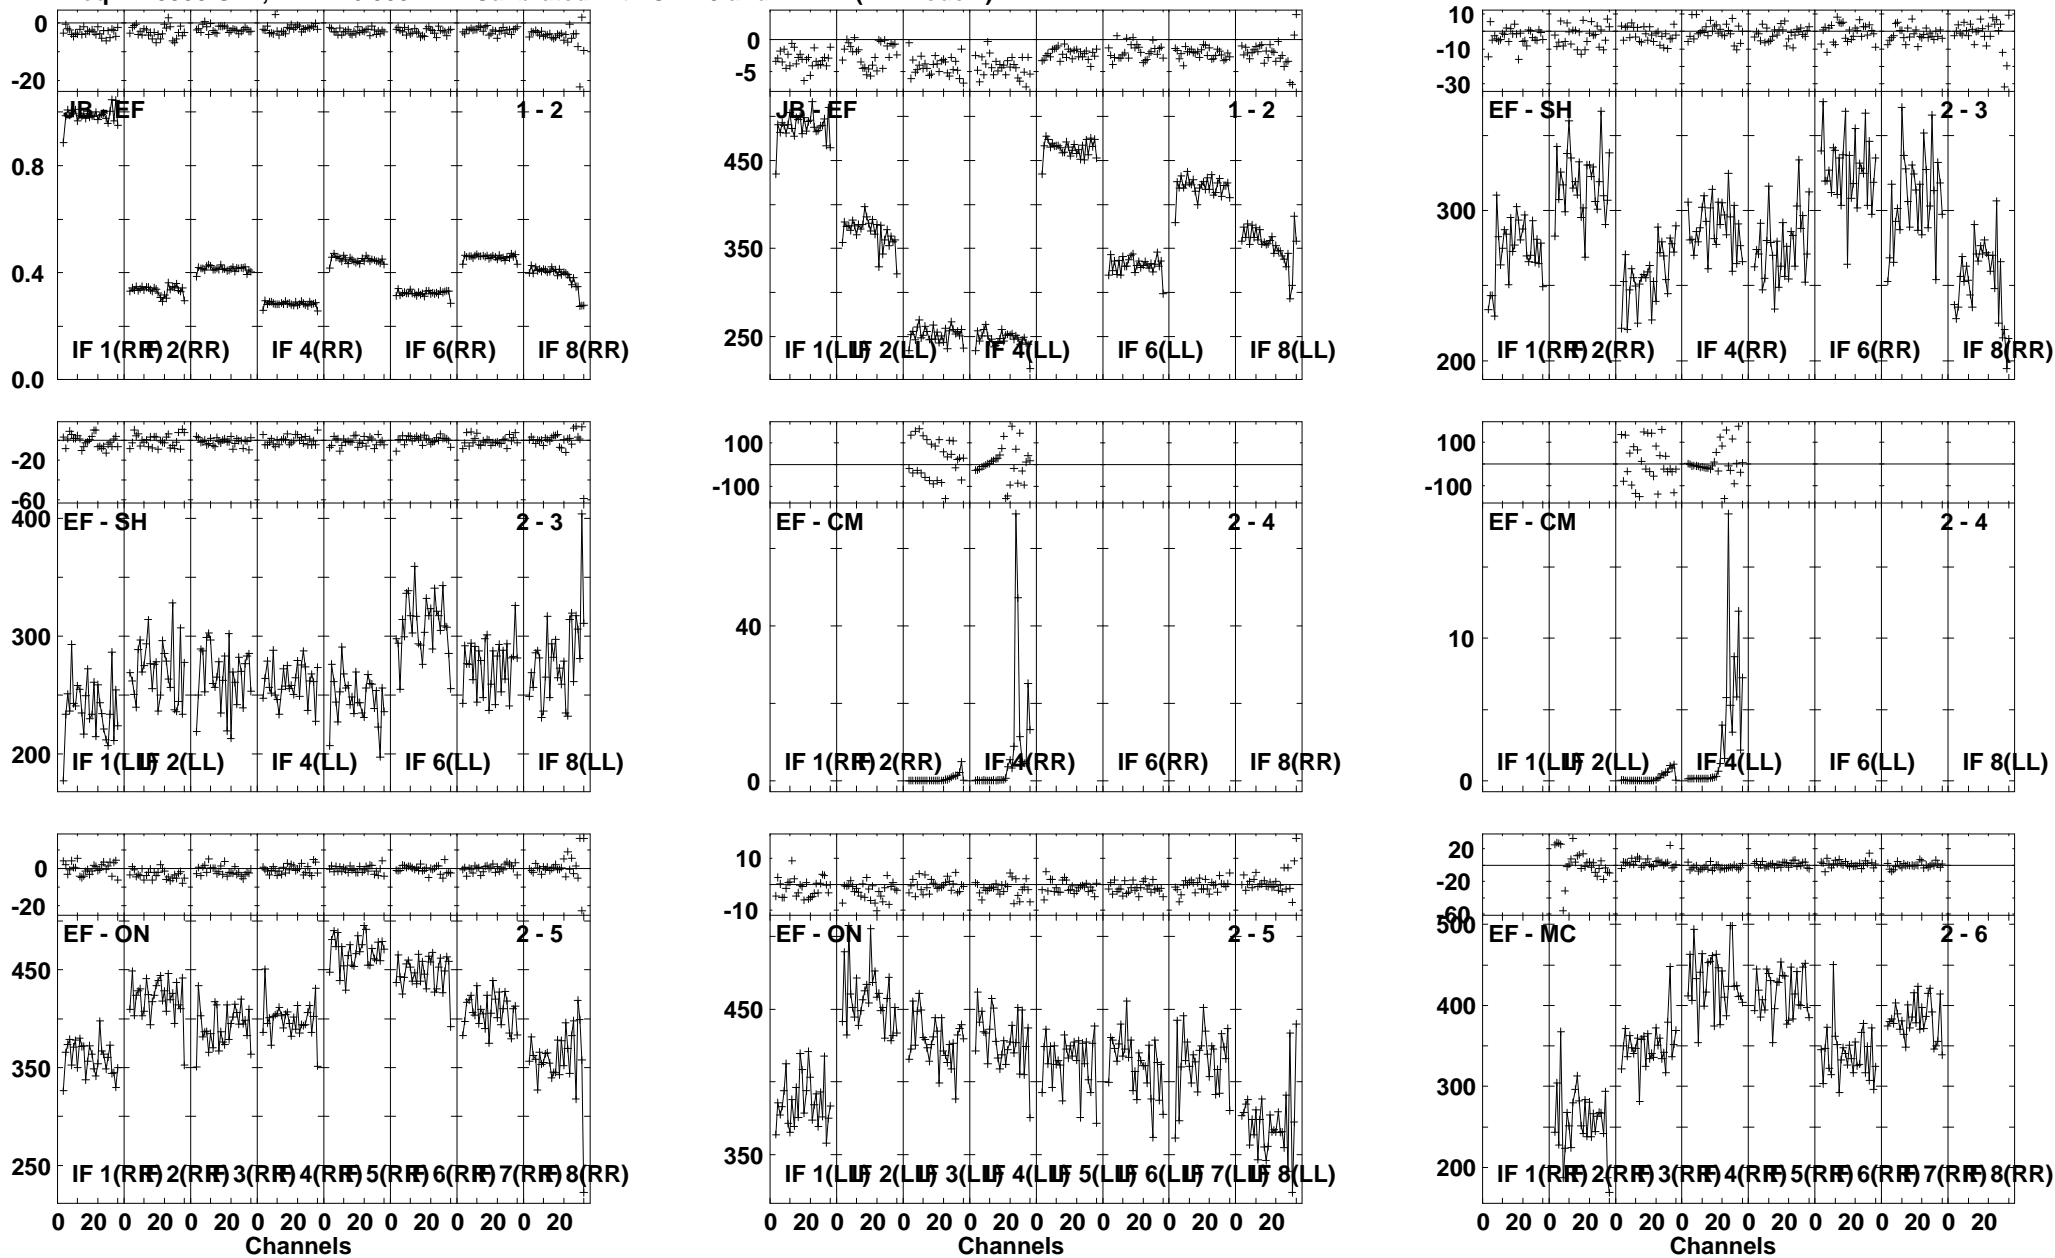 0
-20
JB - EF 1 - 2
0.8
0.4
0.0
IF 1(RR) IF 2(RR) IF 4(RR) IF 6(RR) IF 8(RR)
0
-5
JB - EF 1 - 2
450
350
250
IF 1(LL) IF 2(LL) IF 4(LL) IF 6(LL) IF 8(LL)
10
-10
-30
EF - SH 2 - 3
300
200
IF 1(RR) IF 2(RR) IF 4(RR) IF 6(RR) IF 8(RR)
-20
-60
400
EF - SH 2 - 3
300
200
IF 1(LL) IF 2(LL) IF 4(LL) IF 6(LL) IF 8(LL)
100
-100
EF - CM 2 - 4
40
0
IF 1(RR) IF 2(RR) IF 4(RR) IF 6(RR) IF 8(RR)
100
-100
EF - CM 2 - 4
10
0
IF 1(LL) IF 2(LL) IF 4(LL) IF 6(LL) IF 8(LL)
0
-20
EF - ON 2 - 5
450
350
250
IF 1(RR) IF 2(RR) IF 3(RR) IF 4(RR) IF 5(RR) IF 6(RR) IF 7(RR) IF 8(RR)
0 20 0 20 0 20 0 20 0 20 0 20 0 20 0 20
Channels
10
-10
EF - ON 2 - 5
450
350
IF 1(LL) IF 2(LL) IF 3(LL) IF 4(LL) IF 5(LL) IF 6(LL) IF 7(LL) IF 8(LL)
0 20 0 20 0 20 0 20 0 20 0 20 0 20 0 20
Channels
20
-20
-60
500
EF - MC 2 - 6
400
300
200
IF 1(RR) IF 2(RR) IF 3(RR) IF 4(RR) IF 5(RR) IF 6(RR) IF 7(RR) IF 8(RR)
0 20 0 20 0 20 0 20 0 20 0 20 0 20 0 20
Channels